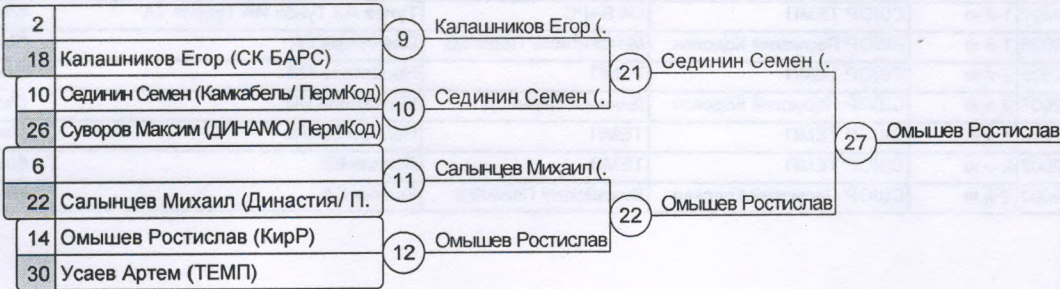 2
18 Калашников Егор (СК БАРС)
9 Калашников Егор (.
10 Сединин Семен (Камкабель/ ПермКод)
26 Суворов Максим (ДИНАМО/ ПермКод)
10 Сединин Семен (.
21 Сединин Семен (.
6
22 Салынцев Михаил (Династия/ П.
11 Салынцев Михаил (.
14 Омышев Ростислав (КирР)
30 Усаев Артем (ТЕМП)
12 Омышев Ростислав
22 Омышев Ростислав
27 Омышев Ростислав